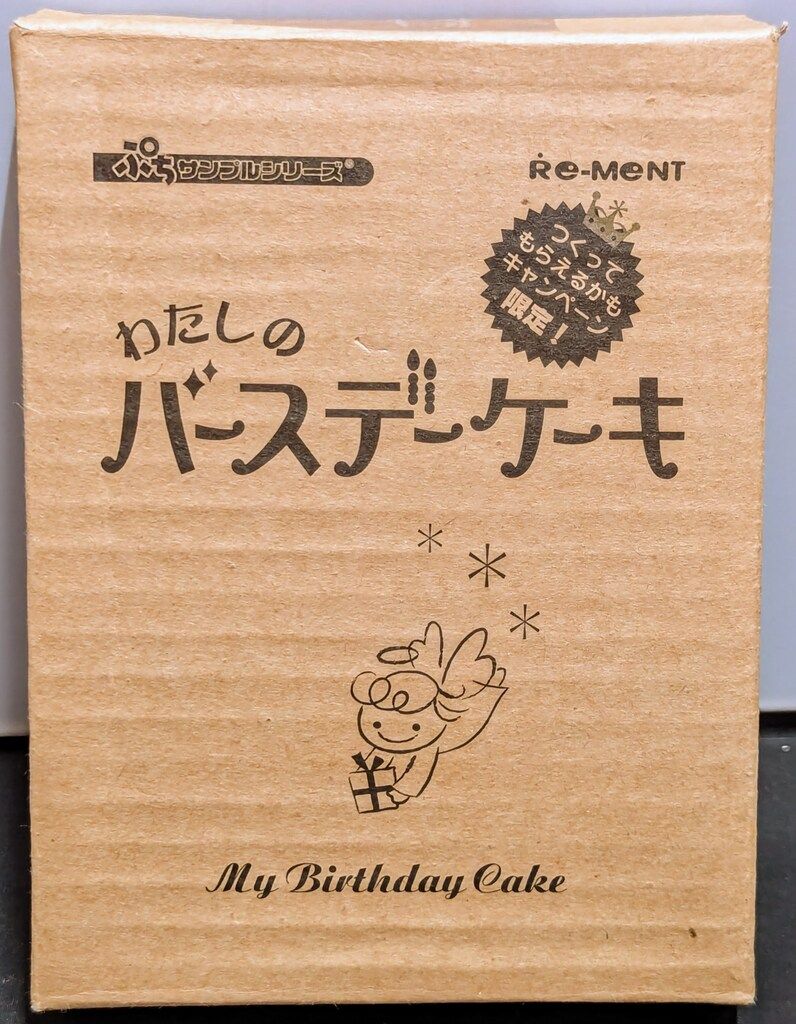 ぷちサンプルシリーズ®
Re-MeNT
つくって
もらえるかも
キャンペーン
限定!
わたしの
バースデーケーキ
My Birthday Cake